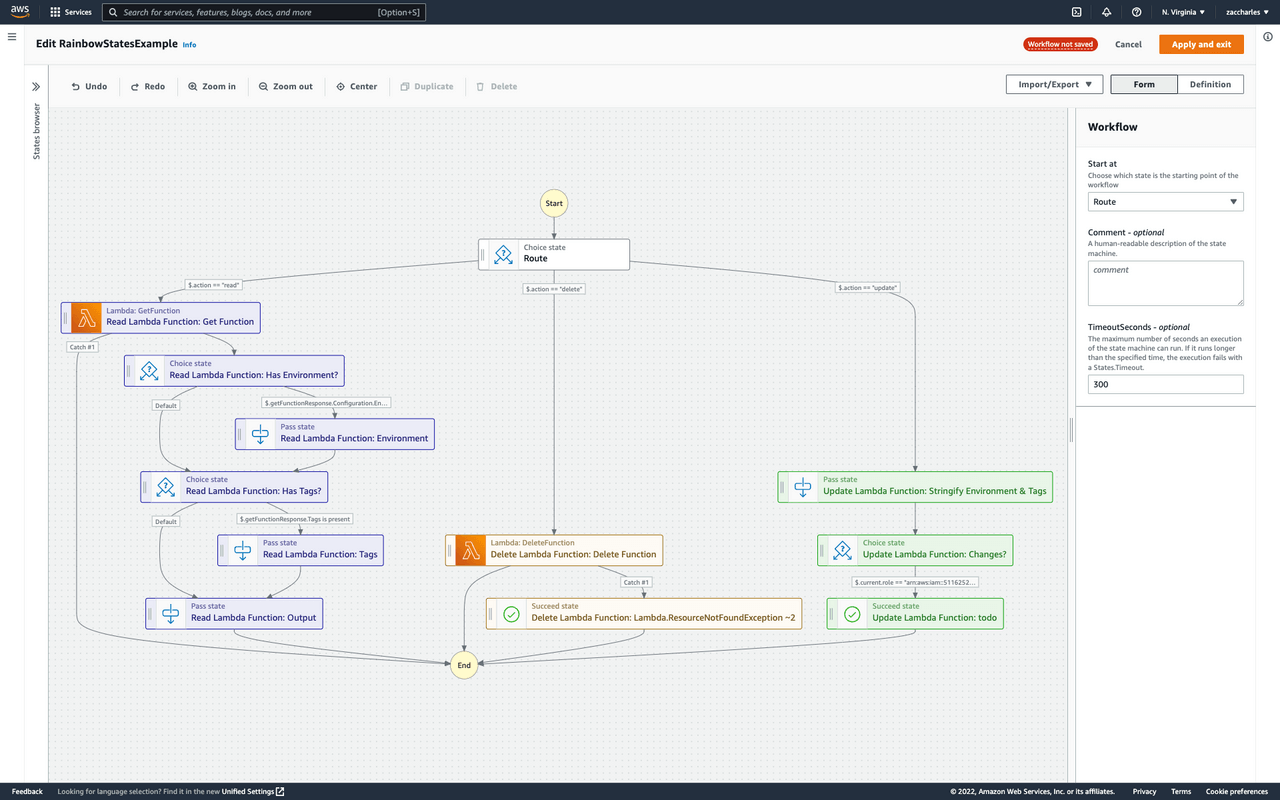 aws
Services
Search for services, features, blogs, docs, and more
[Option+S]
N. Virginia
zaccharles
Edit RainbowStatesExample
Info
Workflow not saved
Cancel
Apply and exit
Undo
Redo
Zoom in
Zoom out
Center
Duplicate
Delete
Import/Export
Form
Definition
States browser
Start
Choice state
Route
$.action == "read"
$.action == "delete"
$.action == "update"
Lambda: GetFunction
Read Lambda Function: Get Function
Catch #1
Choice state
Read Lambda Function: Has Environment?
Default
$.getFunctionResponse.Configuration.En...
Pass state
Read Lambda Function: Environment
Choice state
Read Lambda Function: Has Tags?
Default
$.getFunctionResponse.Tags is present
Pass state
Read Lambda Function: Tags
Pass state
Read Lambda Function: Output
Lambda: DeleteFunction
Delete Lambda Function: Delete Function
Catch #1
Succeed state
Delete Lambda Function: Lambda.ResourceNotFoundException ~2
Pass state
Update Lambda Function: Stringify Environment & Tags
Choice state
Update Lambda Function: Changes?
$.current.role == "arn:aws:iam::5116252...
Succeed state
Update Lambda Function: todo
End
Workflow
Start at
Choose which state is the starting point of the
workflow
Route
Comment - optional
A human-readable description of the state
machine.
comment
TimeoutSeconds - optional
The maximum number of seconds an execution
of the state machine can run. If it runs longer
than the specified time, the execution fails with
a States.Timeout.
300
Feedback
Looking for language selection? Find it in the new Unified Settings
© 2022, Amazon Web Services, Inc. or its affiliates.
Privacy
Terms
Cookie preferences